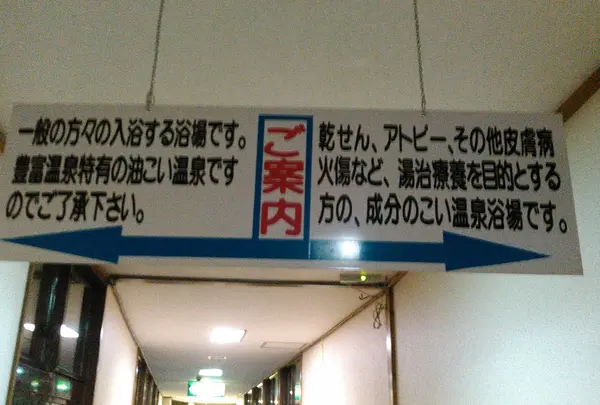 一般の方々の入浴する浴場です。
豊富温泉特有の油こい温泉です
のでご了承下さい。
ご案内
乾せん、アトピー、その他皮膚病
火傷など、湯治療養を目的とする
方の、成分のこい温泉浴場です。